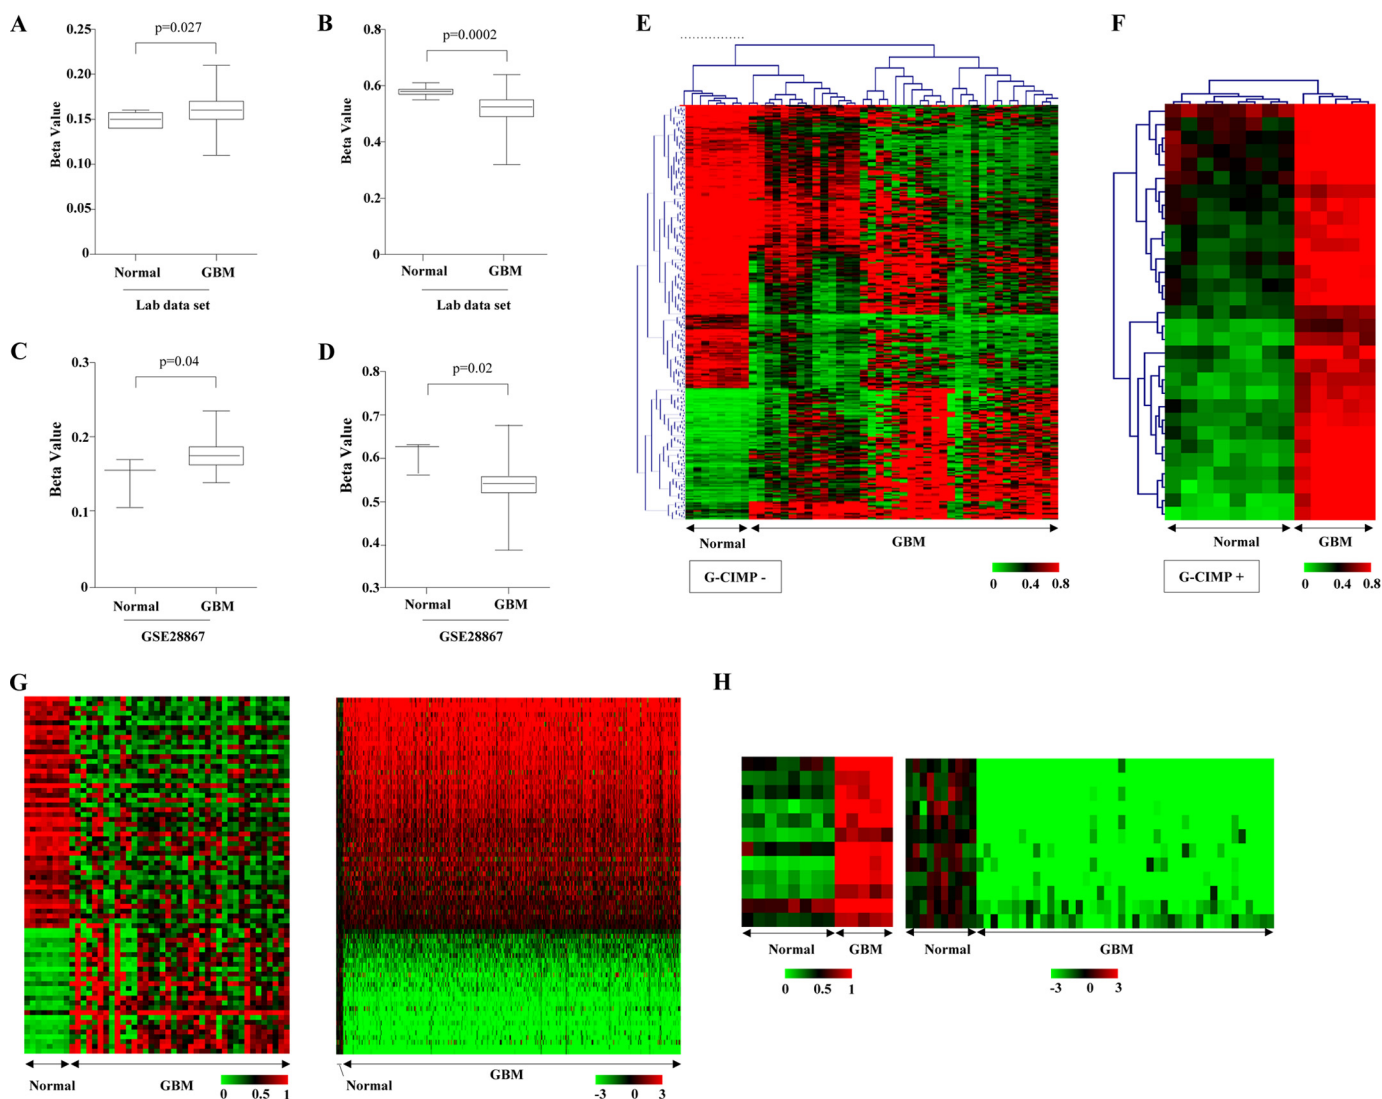 A
0.25
0.20
0.15
0.10
0.05
0
Beta Value
p=0.027
Normal
GBM
Lab data set
B
0.8
0.6
0.4
0.2
0
Beta Value
p=0.0002
Normal
GBM
Lab data set
C
0.3
0.2
0.1
0
Beta Value
p=0.04
Normal
GBM
GSE28867
D
0.8
0.7
0.6
0.5
0.4
0.3
Beta Value
p=0.02
Normal
GBM
GSE28867
E
Normal
GBM
G-CIMP -
0 0.4 0.8
F
Normal
GBM
G-CIMP +
0 0.4 0.8
G
Normal
GBM
0 0.5 1
Normal
GBM
-3 0 3
H
Normal
GBM
0 0.5 1
Normal
GBM
-3 0 3